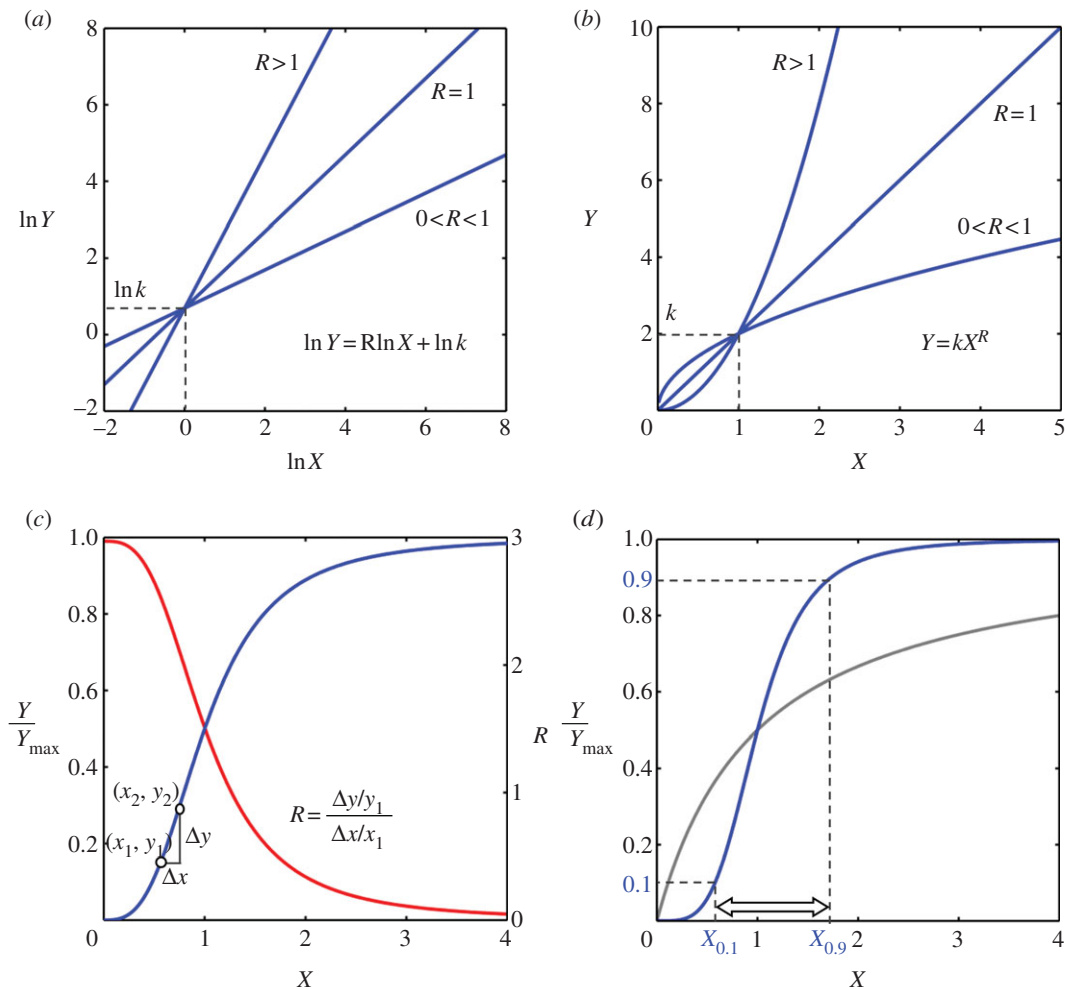 (a)
8
6
4
2
0
−2
ln Y
ln k
R > 1
R = 1
0 < R < 1
ln Y = Rln X + ln k
−2 0 2 4 6 8
ln X
(b)
10
8
6
4
2
0
Y
k
R > 1
R = 1
0 < R < 1
Y = kX^R
1 2 3 4 5
X
(c)
1.0
0.8
0.6
0.4
0.2
Y
Y_max
(x_2, y_2)
(x_1, y_1)
Δy
Δx
R = (Δy/y_1)/(Δx/x_1)
3
2
1
0
R
0 1 2 3 4
X
(d)
1.0
0.9
0.8
0.6
0.4
0.2
0.1
Y
Y_max
0 X_0.1 1 X_0.9 2 3 4
X